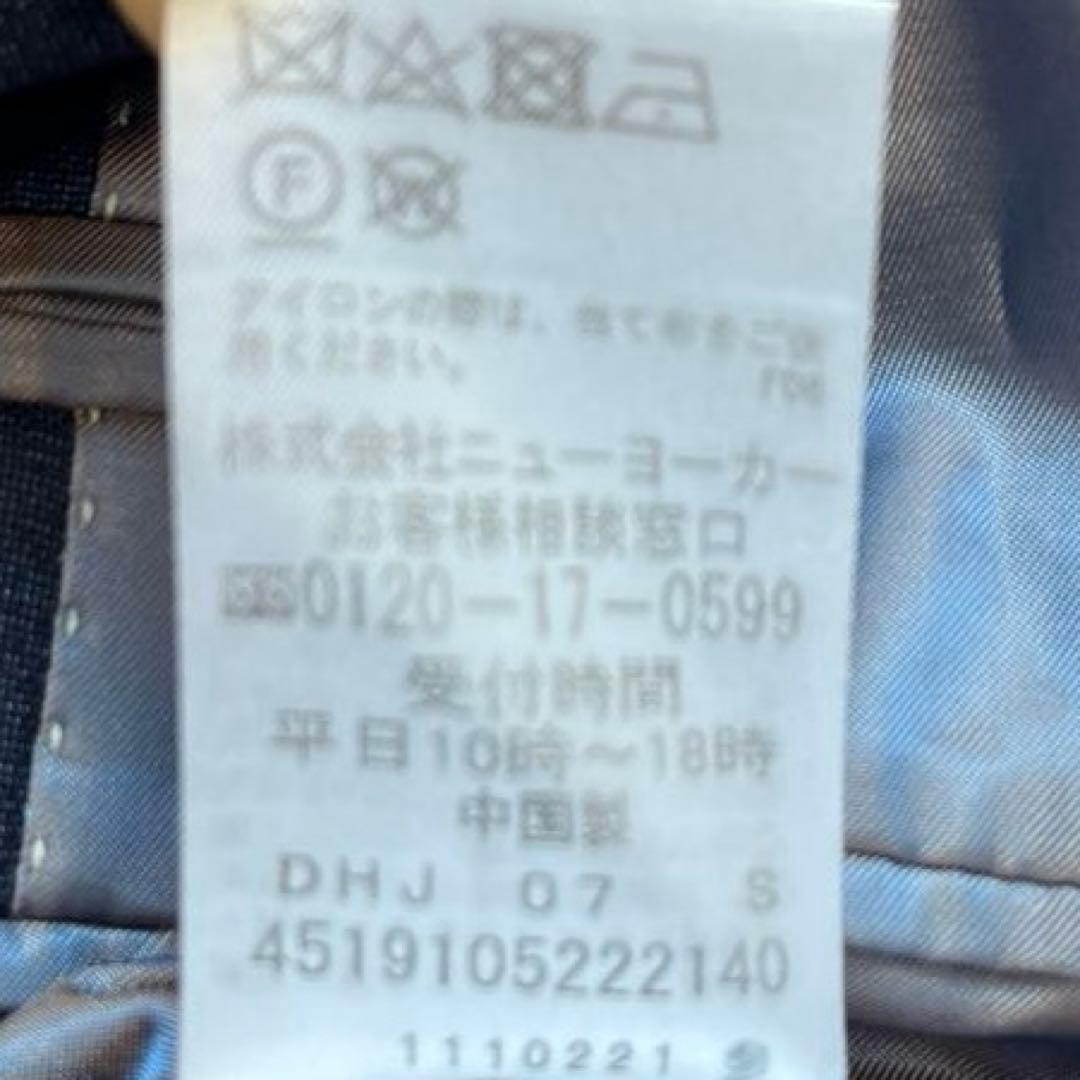 F
W
アイロンの際は、当て布をご使
用ください。
株式会社ニューヨーカー
お客様相談窓口
0120-17-0599
受付時間
平日10時~18時
中国製
DHJ 07 S
4519105222140
1110221